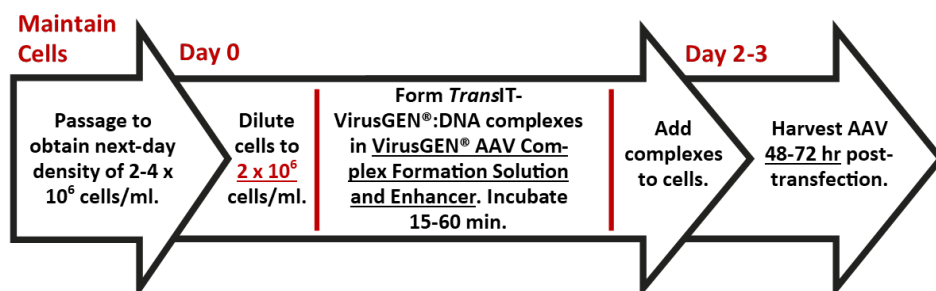 Maintain
Cells
Day 0
Day 2-3
Passage to
obtain next-day
density of 2-4 x
10⁶ cells/ml.
Dilute
cells to
2 x 10⁶
cells/ml.
Form TransIT-
VirusGEN®:DNA complexes
in VirusGEN® AAV Com-
plex Formation Solution
and Enhancer. Incubate
15-60 min.
Add
complexes
to cells.
Harvest AAV
48-72 hr post-
transfection.